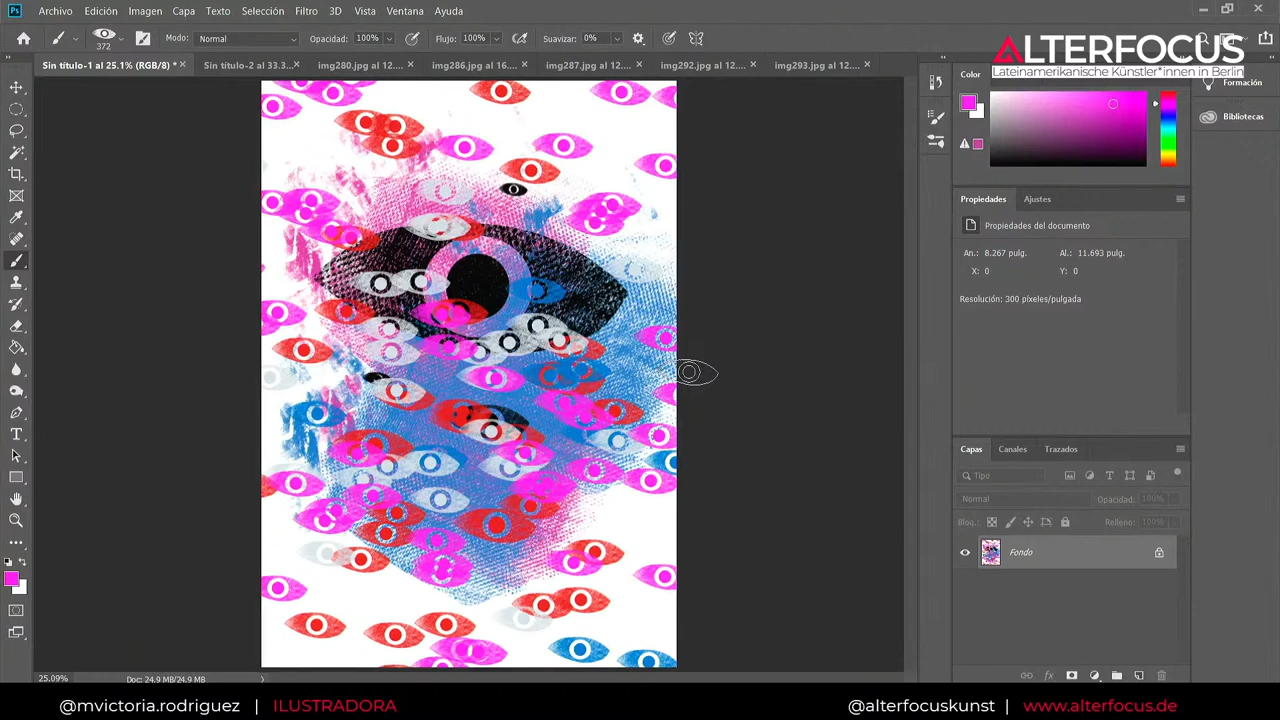 Ps Archivo Edición Imagen Capa Texto Selección Filtro 3D Vista Ventana Ayuda
372 Modo: Normal Opacidad: 100% Flujo: 100% Suavizar: 0%
ALTERFOCUS
Lateinamerikanische Künstler*innen in Berlin
Sin título-1 al 25.1% (RGB/8) * × Sin título-2 al 33.3... × img280.jpg al 12.... × img286.jpg al 16.... × img287.jpg al 12.... × img292.jpg al 12.... × img293.jpg al 12.... ×
Color
Formación
Bibliotecas
Propiedades Ajustes
Propiedades del documento
An.: 8.267 pulg. Al.: 11.693 pulg.
X: 0 Y: 0
Resolución: 300 píxeles/pulgada
Capas Canales Trazados
Tipo
Normal Opacidad: 100%
Bloq.: Relleno: 100%
Fondo
25.09% Doc: 24,9 MB/24,9 MB
@mvictoria.rodriguez | ILUSTRADORA
@alterfocuskunst | www.alterfocus.de